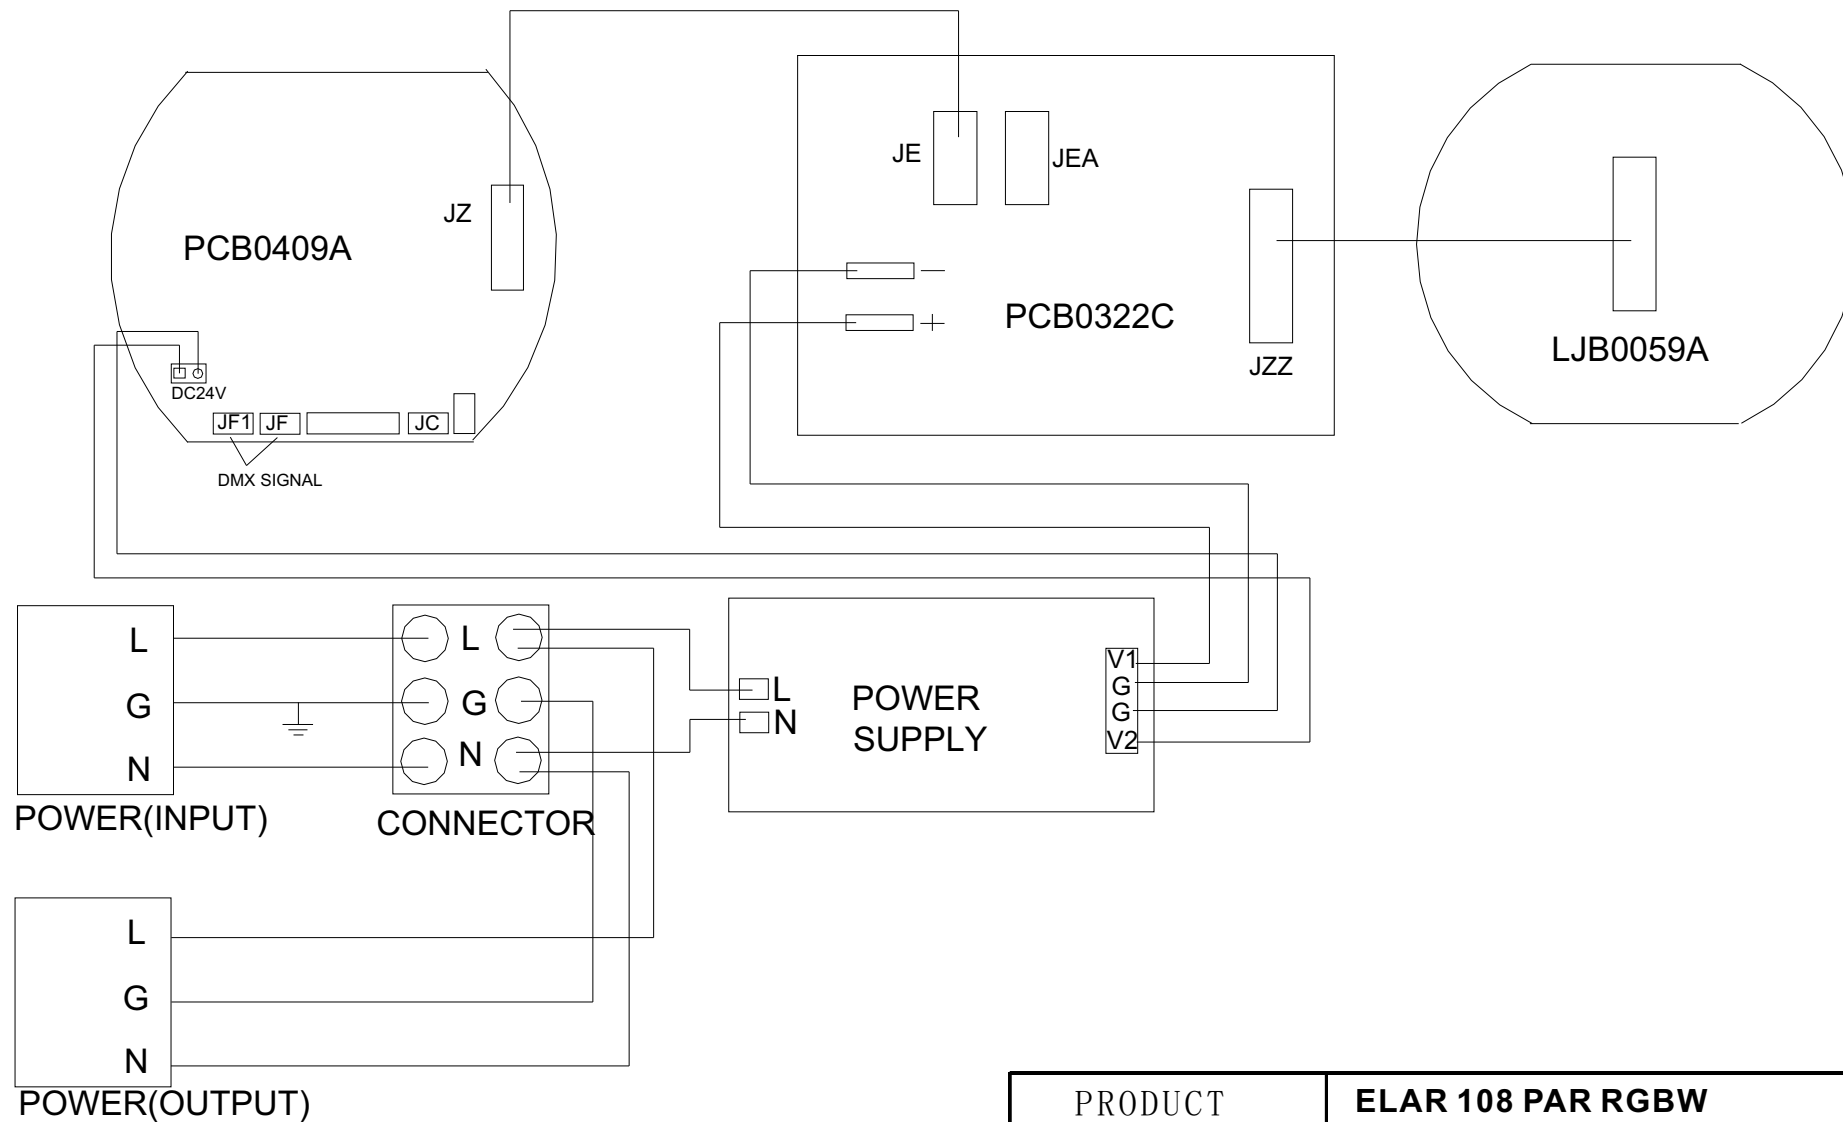 JE
JEA
JZ
PCB0409A
—
+
PCB0322C
JZZ
LJB0059A
DC24V
JF1
JF
JC
DMX SIGNAL
L
G
N
POWER(INPUT)
L
G
N
CONNECTOR
L
N
POWER
SUPPLY
V1
G
G
V2
L
G
N
POWER(OUTPUT)
PRODUCT
ELAR 108 PAR RGBW